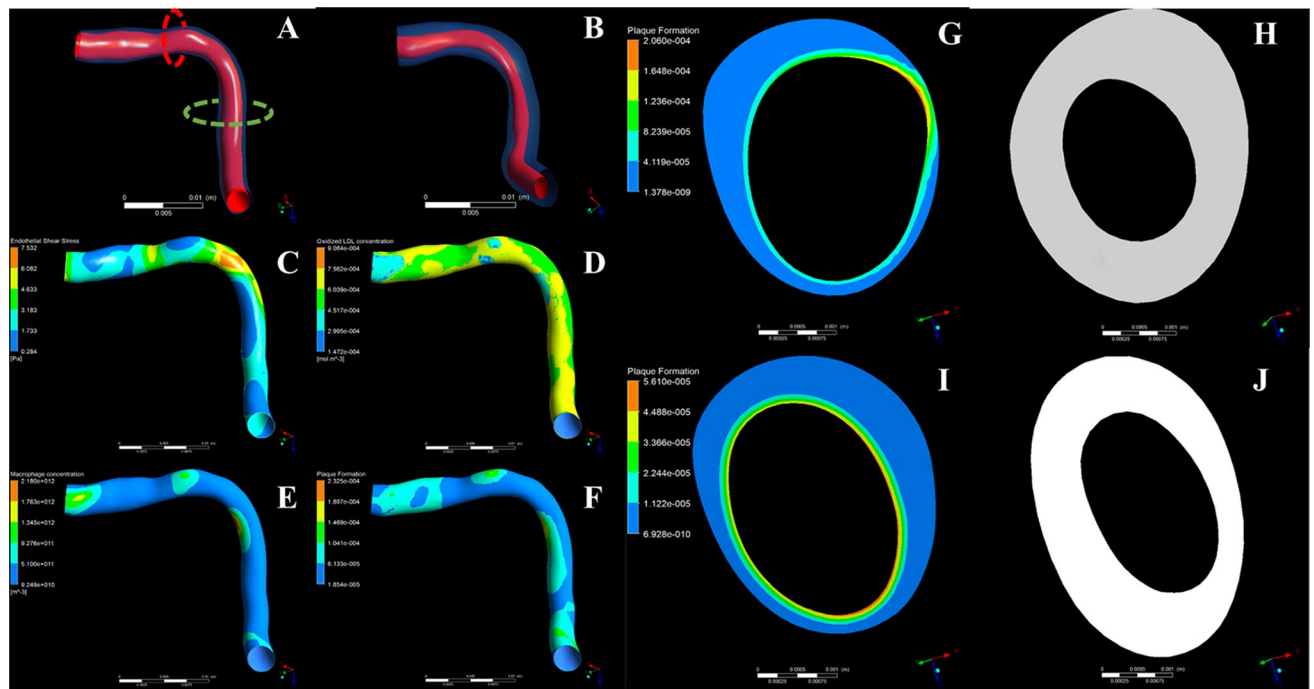 A
0
0.01 (m)
0.005
B
0
0.01 (m)
0.005
Endothelial Shear Stress
7.532
6.082
4.633
3.183
1.733
0.284
[Pa]
C
Oxidized LDL concentration
9.084e-004
7.562e-004
6.039e-004
4.517e-004
2.995e-004
1.472e-004
[mol m^-3]
D
Macrophage concentration
2.180e+012
1.763e+012
1.345e+012
9.276e+011
5.100e+011
9.249e+010
[m^-3]
E
Plaque Formation
2.325e-004
1.897e-004
1.469e-004
1.041e-004
6.133e-005
1.854e-005
F
Plaque Formation
2.060e-004
1.648e-004
1.236e-004
8.239e-005
4.119e-005
1.378e-009
G
0
0.0005
0.001 (m)
0.00025
0.00075
H
0
0.0005
0.001 (m)
0.00025
0.00075
Plaque Formation
5.610e-005
4.488e-005
3.366e-005
2.244e-005
1.122e-005
6.928e-010
I
0
0.0005
0.001 (m)
0.00025
0.00075
J
0
0.0005
0.001 (m)
0.00025
0.00075